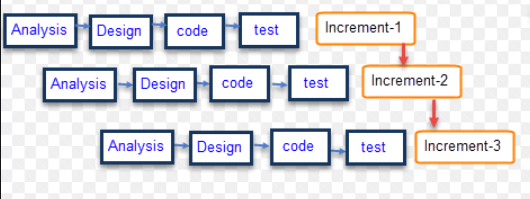 Analysis Design code test Increment-1
Analysis Design code test Increment-2
Analysis Design code test Increment-3